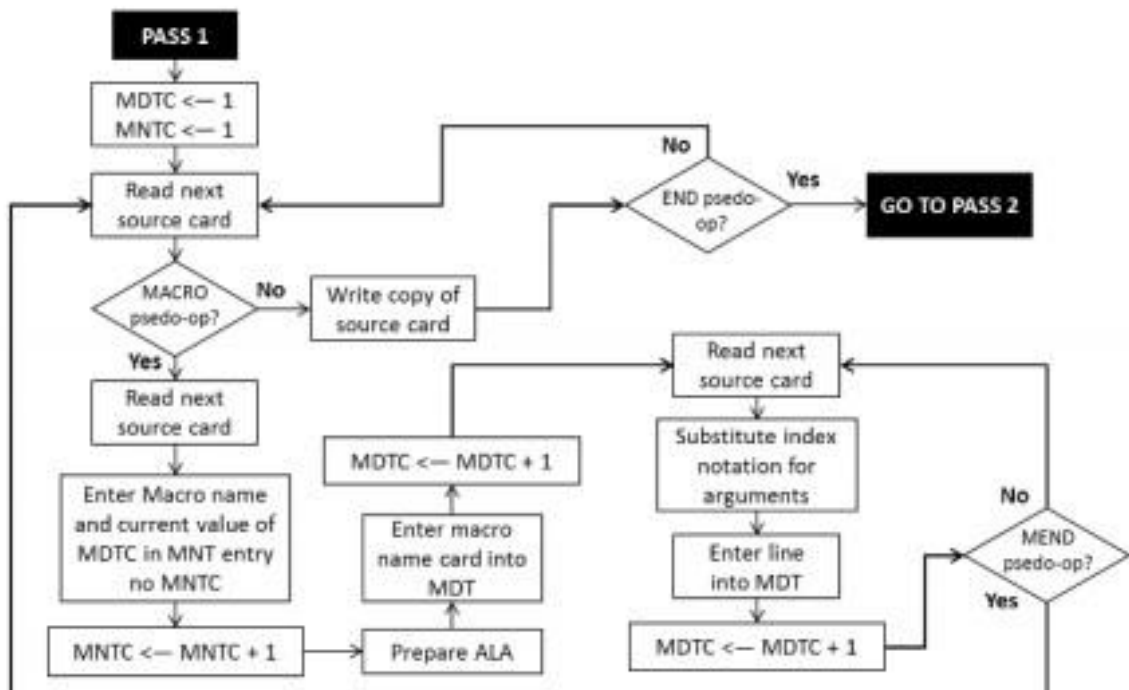 PASS 1
MDTC <— 1
MNTC <— 1
Read next
source card
MACRO
psedo-op?
No
Yes
Write copy of
source card
END psedo-
op?
No
Yes
GO TO PASS 2
Read next
source card
Enter Macro name
and current value of
MDTC in MNT entry
no MNTC
MNTC <— MNTC + 1
Prepare ALA
Enter macro
name card into
MDT
MDTC <— MDTC + 1
Read next
source card
Substitute index
notation for
arguments
Enter line
into MDT
MDTC <— MDTC + 1
MEND
psedo-op?
No
Yes